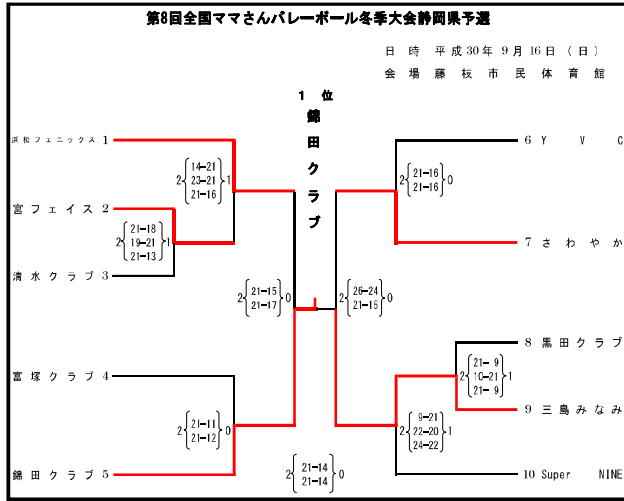 第8回全国ママさんバレーボール冬季大会静岡県予選
日 時 平成30年 9月16日（日）
会 場 藤 枝 市 民 体 育 館
1 位
錦田クラブ
浜松フェニックス 1
宮フェイス 2
清水クラブ 3
富塚クラブ 4
錦田クラブ 5
6 Y V C
7 さわやか
8 黒田クラブ
9 三島みなみ
10 Super NINE
2 14-21 1
23-21
21-16
2 21-18 1
19-21
21-13
2 21-15 0
21-17
2 21-11 0
21-12
2 21-16 0
21-16
2 26-24 0
21-15
2 21- 9 1
10-21
21- 9
2 9-21 1
22-20
24-22
2 21-14 0
21-14